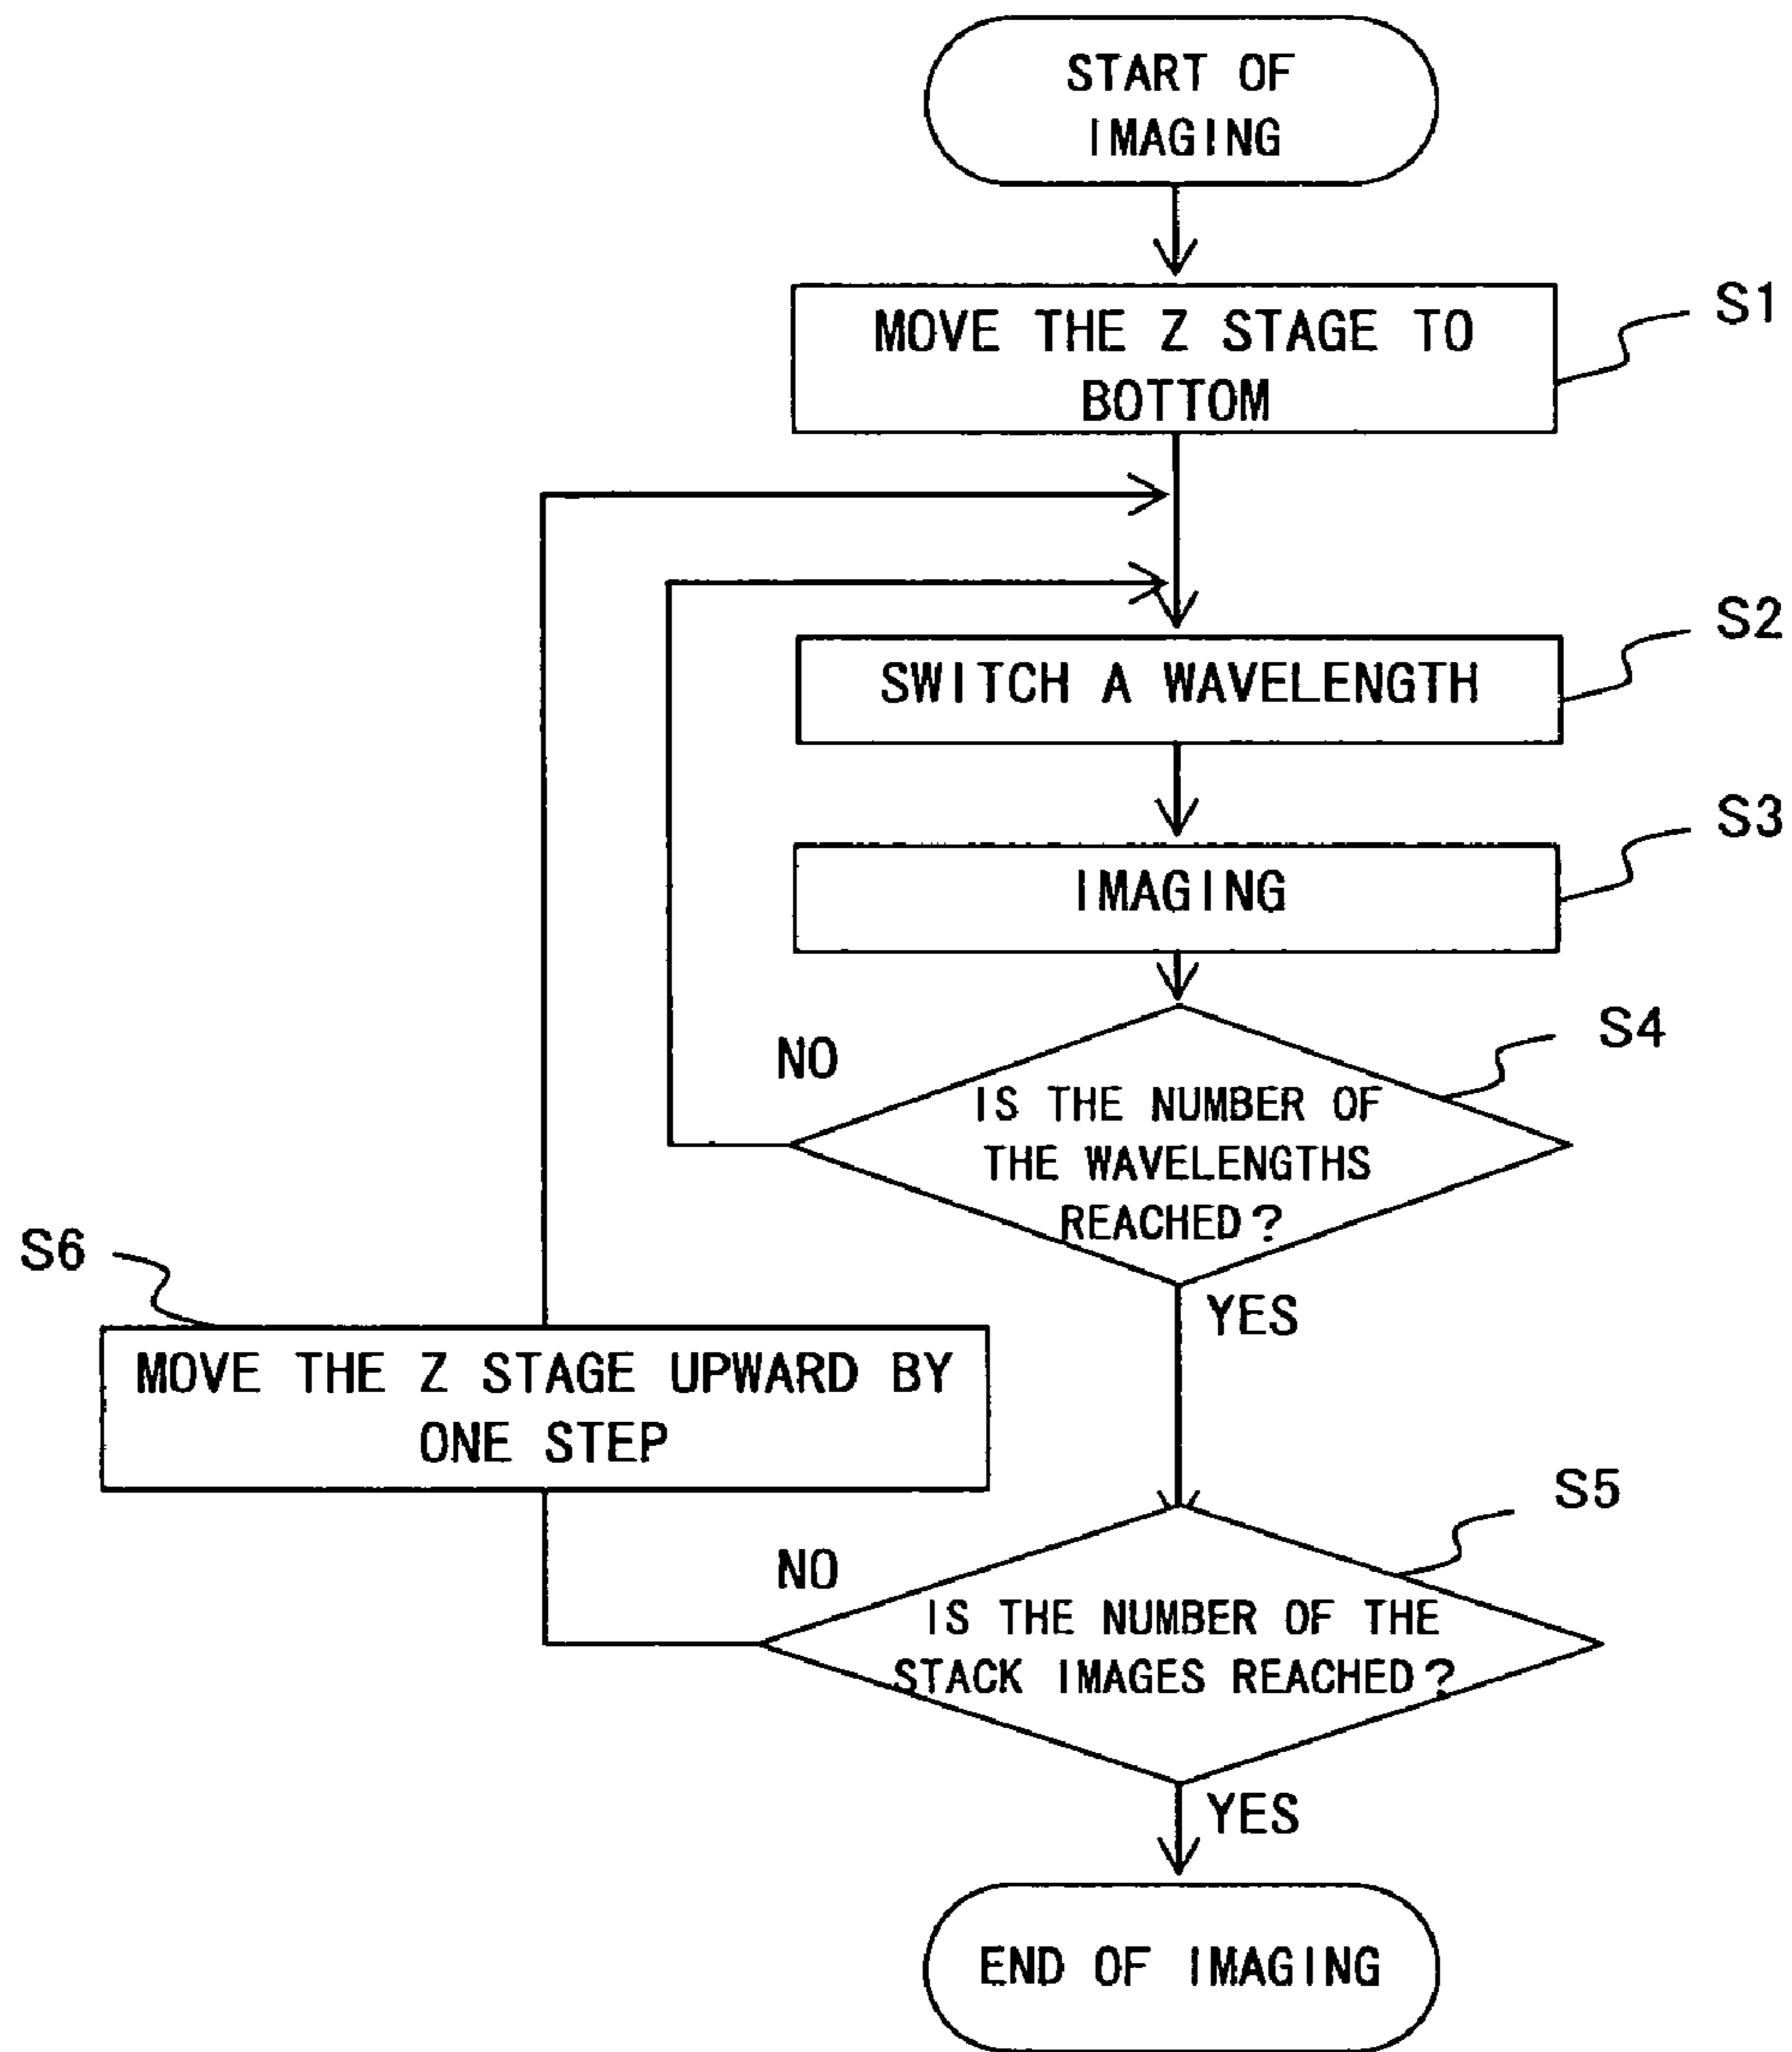 START OF
IMAGING
MOVE THE Z STAGE TO
BOTTOM
S1
SWITCH A WAVELENGTH
S2
IMAGING
S3
NO
IS THE NUMBER OF
THE WAVELENGTHS
REACHED?
S4
YES
S6
MOVE THE Z STAGE UPWARD BY
ONE STEP
S5
NO
IS THE NUMBER OF THE
STACK IMAGES REACHED?
YES
END OF IMAGING